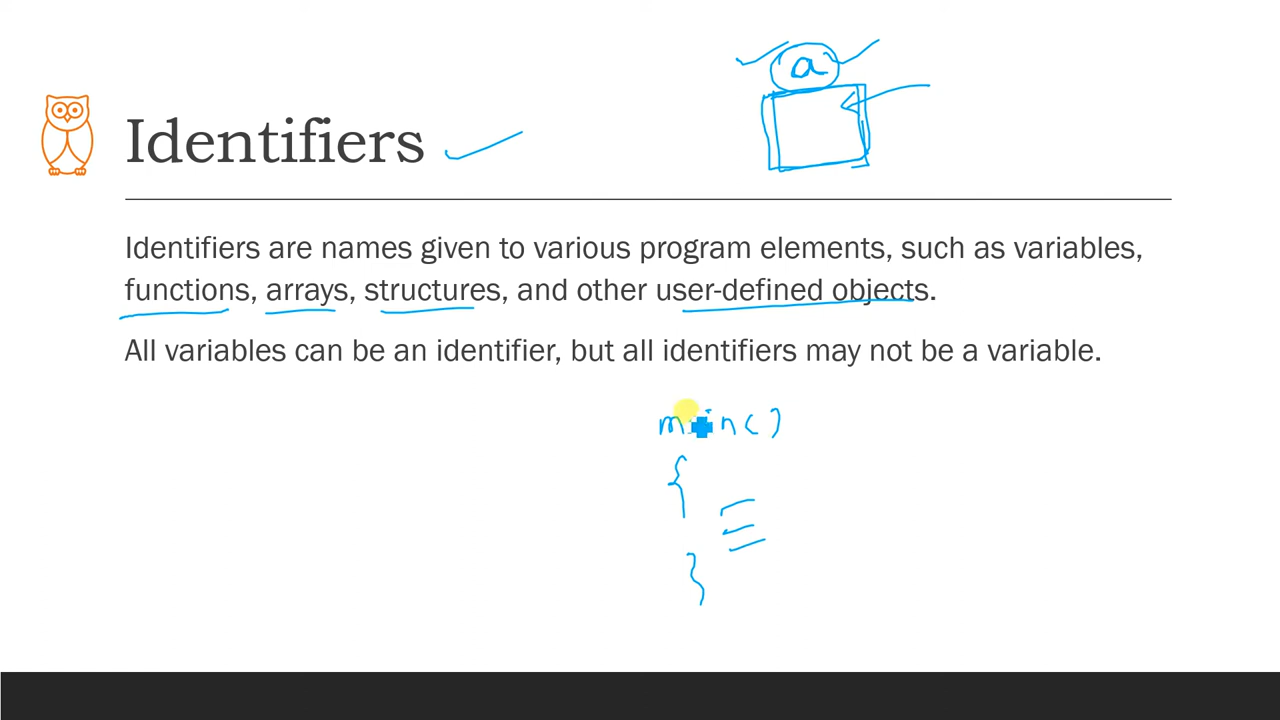 a
Identifiers
Identifiers are names given to various program elements, such as variables,
functions, arrays, structures, and other user-defined objects.
All variables can be an identifier, but all identifiers may not be a variable.
{
}